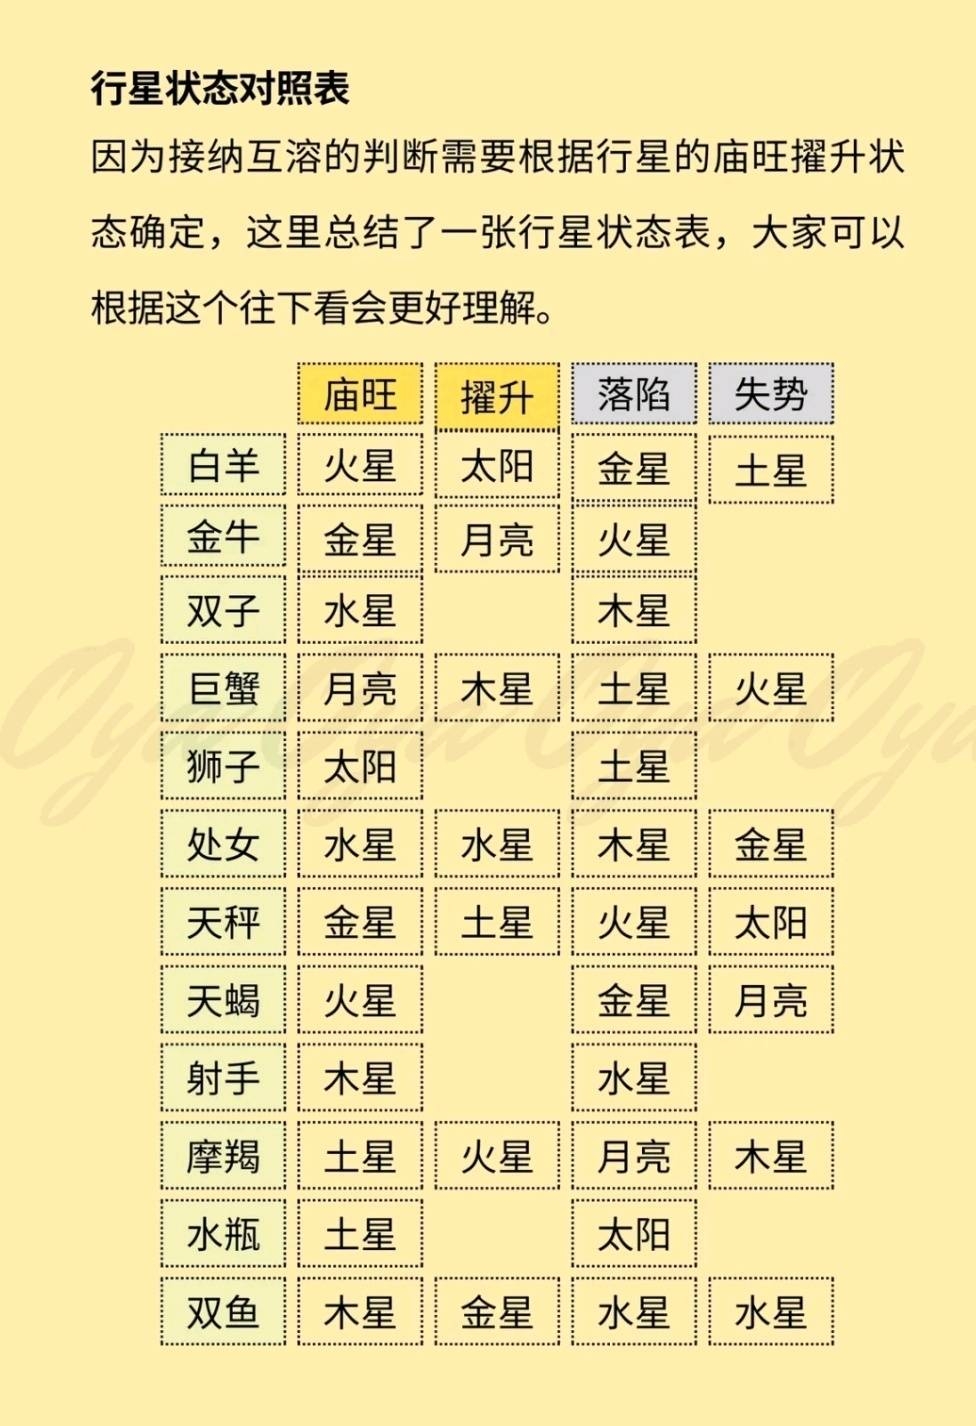 行星状态对照表
因为接纳互溶的判断需要根据行星的庙旺擢升状
态确定，这里总结了一张行星状态表，大家可以
根据这个往下看会更好理解。
庙旺 擢升 落陷 失势
白羊 火星 太阳 金星 土星
金牛 金星 月亮 火星
双子 水星 木星
巨蟹 月亮 木星 土星 火星
狮子 太阳 土星
处女 水星 水星 木星 金星
天秤 金星 土星 火星 太阳
天蝎 火星 金星 月亮
射手 木星 水星
摩羯 土星 火星 月亮 木星
水瓶 土星 太阳
双鱼 木星 金星 水星 水星